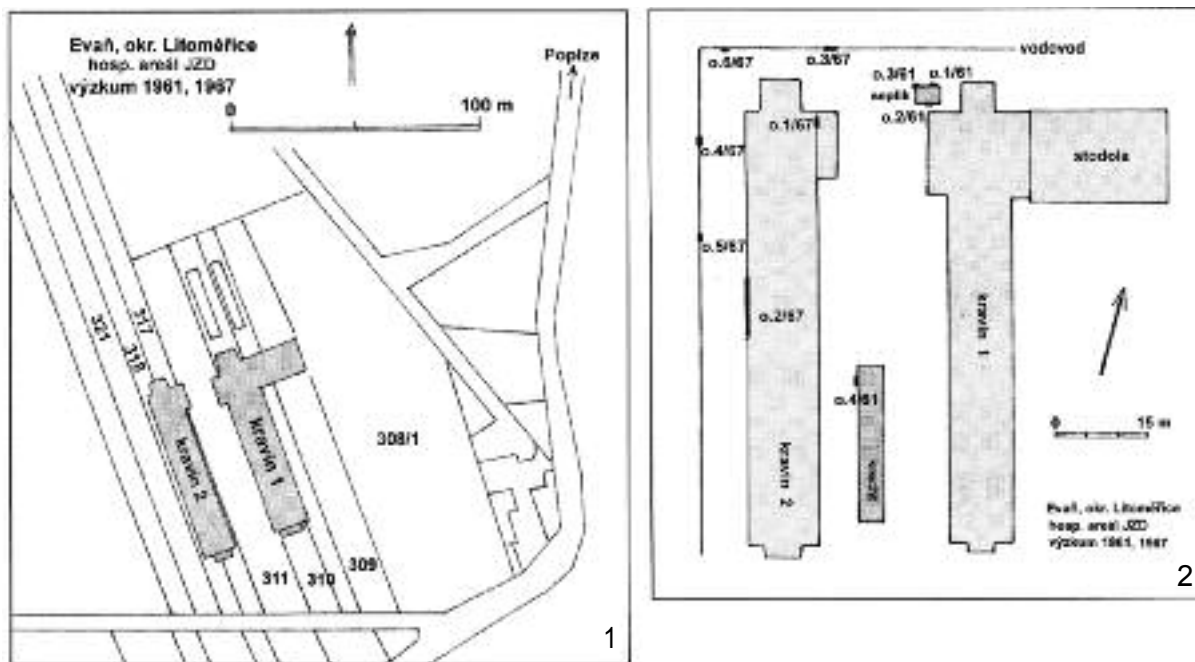 Evaň, okr. Litoměřice
hosp. areál JZD
výzkum 1961, 1967
0
100 m
Poplze
317
321
318
308/1
kravín 2
kravín 1
311
310
309
1
vodovod
o.6/67
o.3/67
o.3/61
o.1/61
septik
o.2/61
o.1/67
o.4/67
stodola
o.5/67
o.2/67
kravín 1
o.4/61
kravín 2
0
15 m
Evaň, okr. Litoměřice
hosp. areál JZD
výzkum 1961, 1967
2